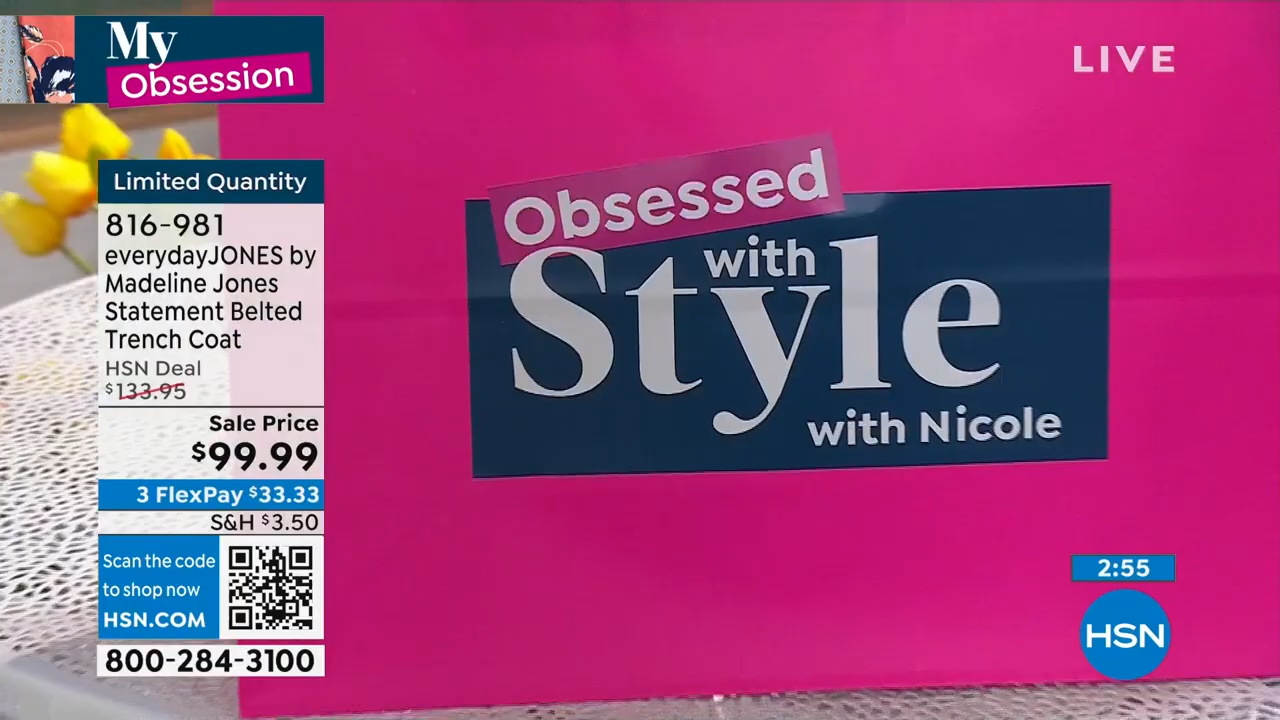 My
Obsession
LIVE
Limited Quantity
816-981
everydayJONES by
Madeline Jones
Statement Belted
Trench Coat
HSN Deal
$133.95
Sale Price
$99.99
3 FlexPay $33.33
S&H $3.50
Scan the code
to shop now
HSN.COM
800-284-3100
Obsessed
with
Style
with Nicole
2:55
HSN